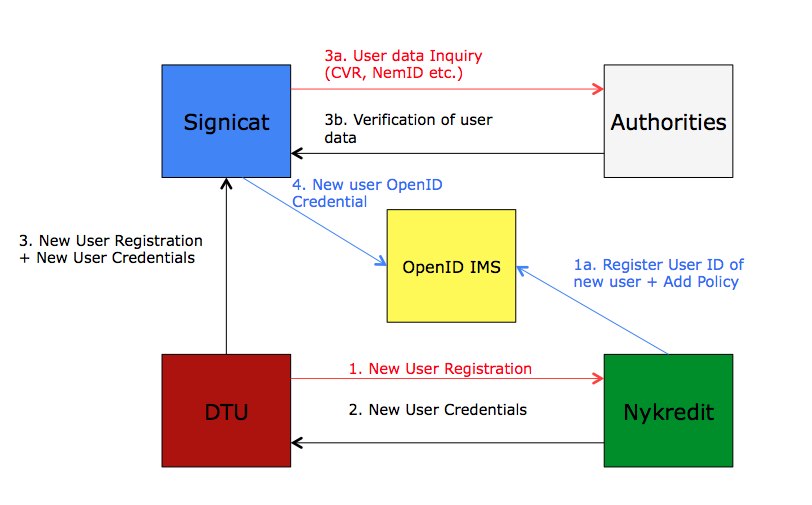 3a. User data Inquiry
(CVR, NemID etc.)
Signicat
Authorities
3b. Verification of user
data
4. New user OpenID
Credential
3. New User Registration
+ New User Credentials
OpenID IMS
1a. Register User ID of
new user + Add Policy
1. New User Registration
DTU
2. New User Credentials
Nykredit